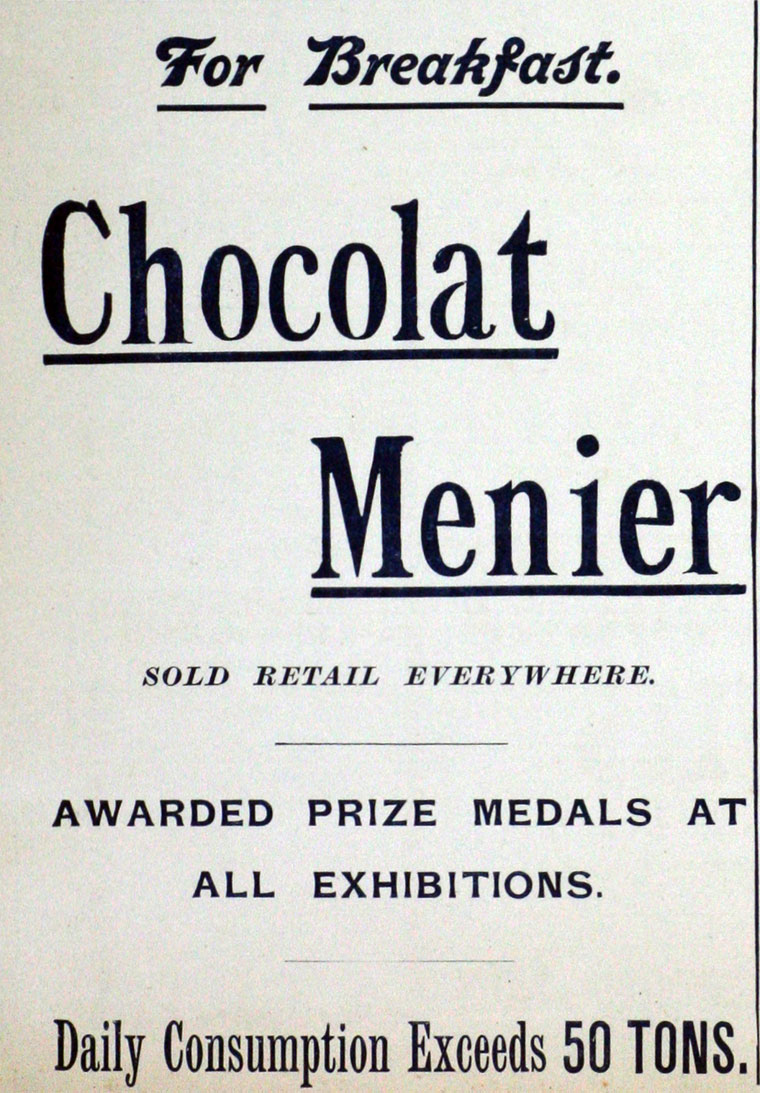 For Breakfast.
Chocolat
Menier
SOLD RETAIL EVERYWHERE.
AWARDED PRIZE MEDALS AT
ALL EXHIBITIONS.
Daily Consumption Exceeds 50 TONS.